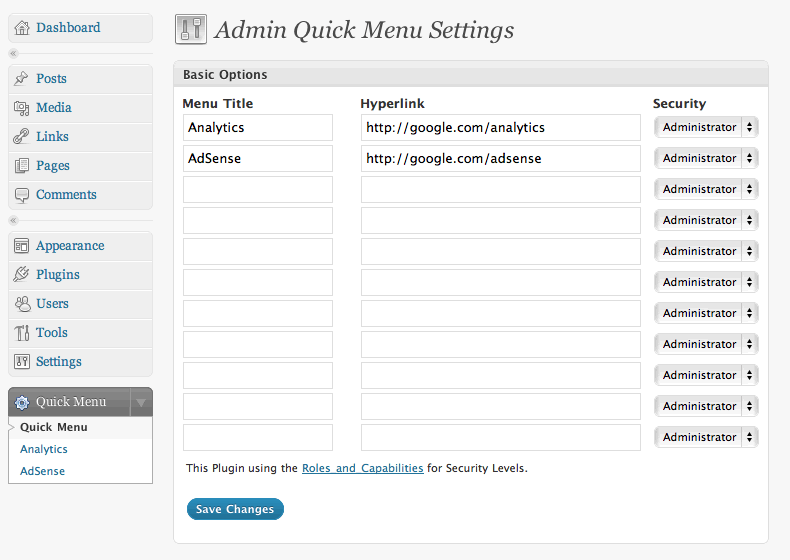 Dashboard
Posts
Media
Links
Pages
Comments
Appearance
Plugins
Users
Tools
Settings
Quick Menu
Quick Menu
Analytics
AdSense
Admin Quick Menu Settings
Basic Options
Menu Title Hyperlink Security
Analytics http://google.com/analytics Administrator
AdSense http://google.com/adsense Administrator
Administrator
Administrator
Administrator
Administrator
Administrator
Administrator
Administrator
Administrator
Administrator
This Plugin using the Roles and Capabilities for Security Levels.
Save Changes